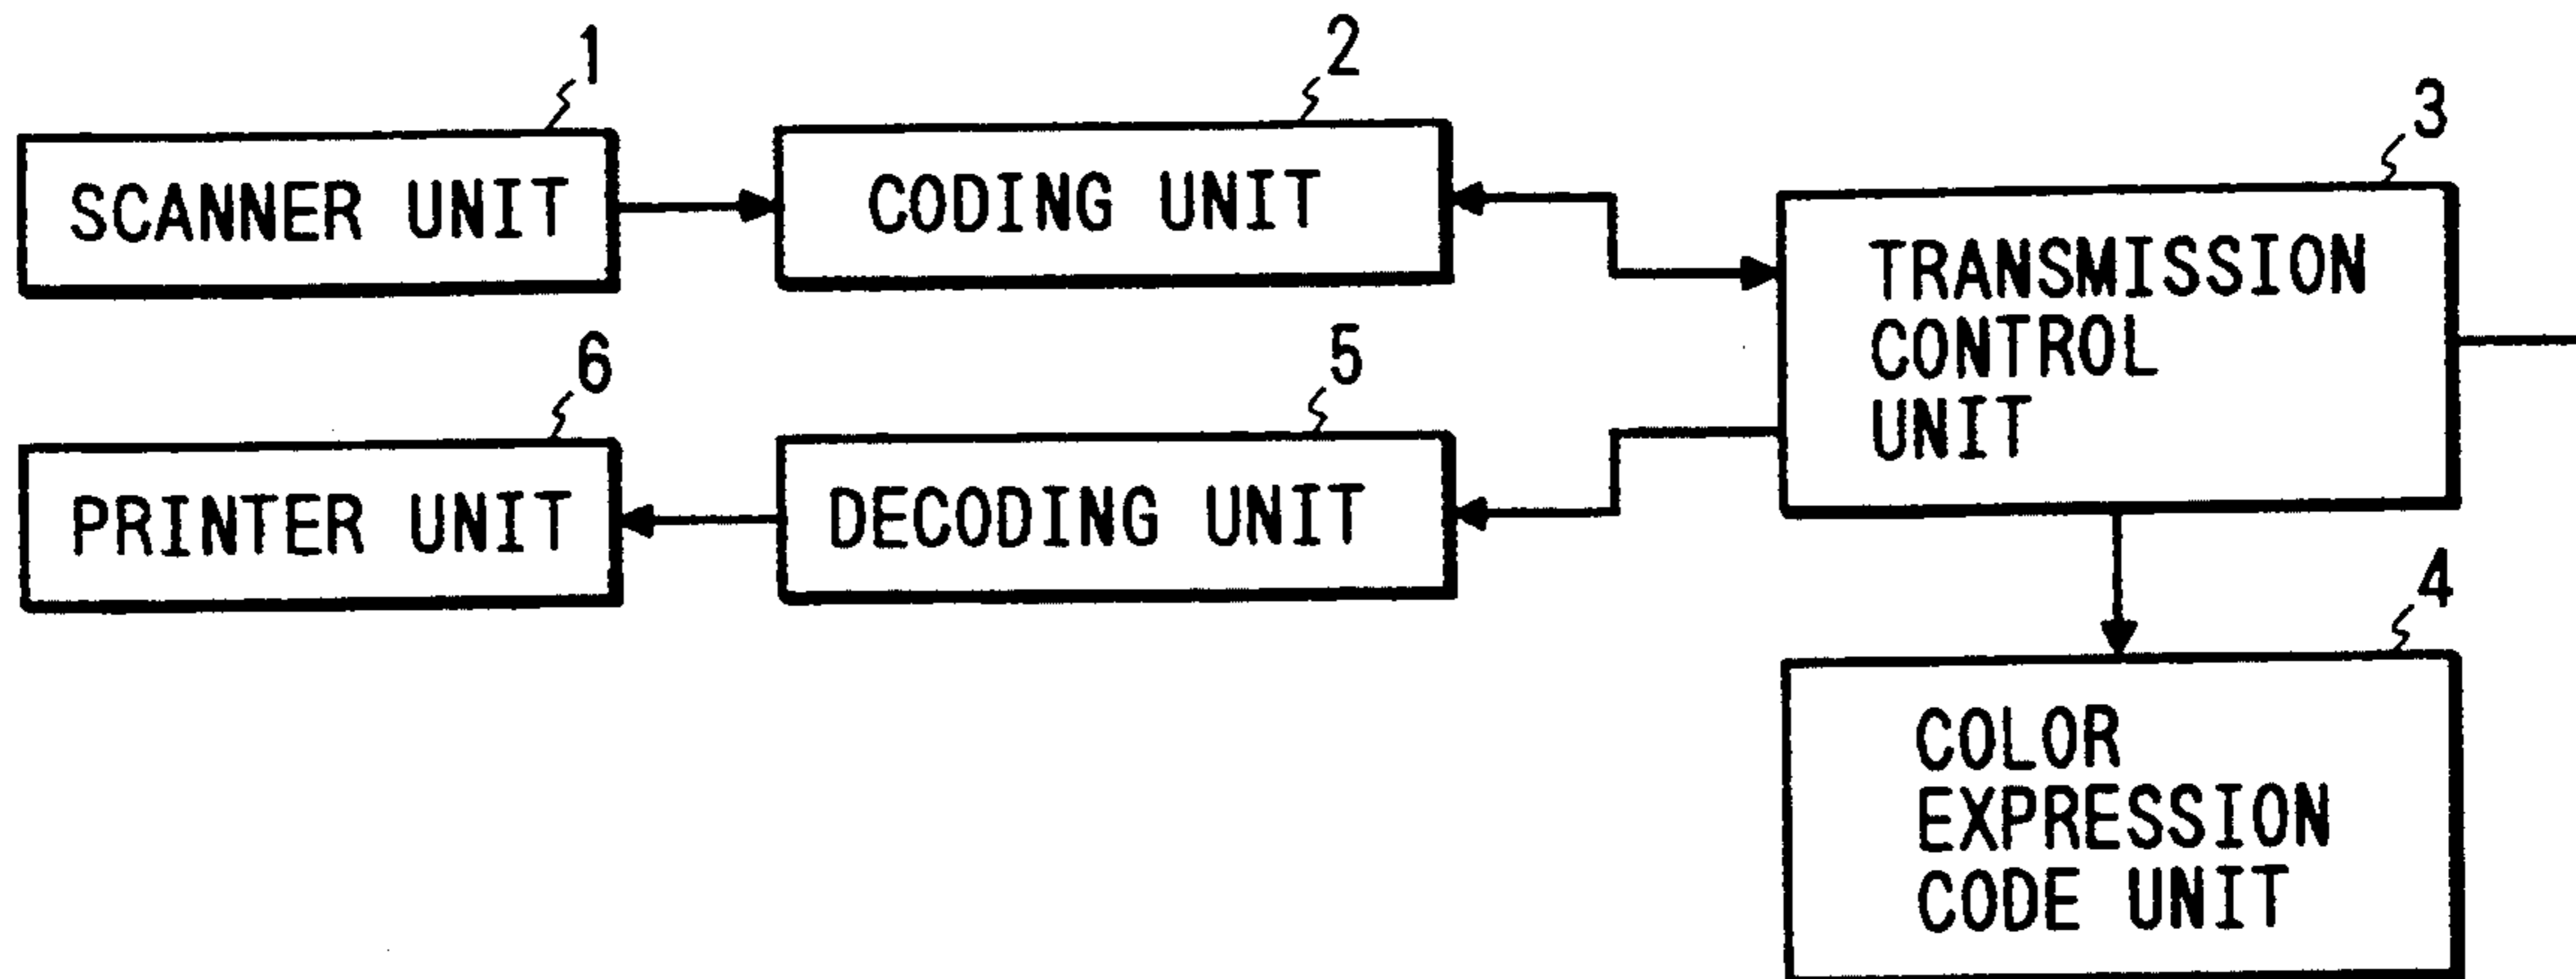 1
SCANNER UNIT
2
CODING UNIT
3
TRANSMISSION
CONTROL
UNIT
6
PRINTER UNIT
5
DECODING UNIT
4
COLOR
EXPRESSION
CODE UNIT